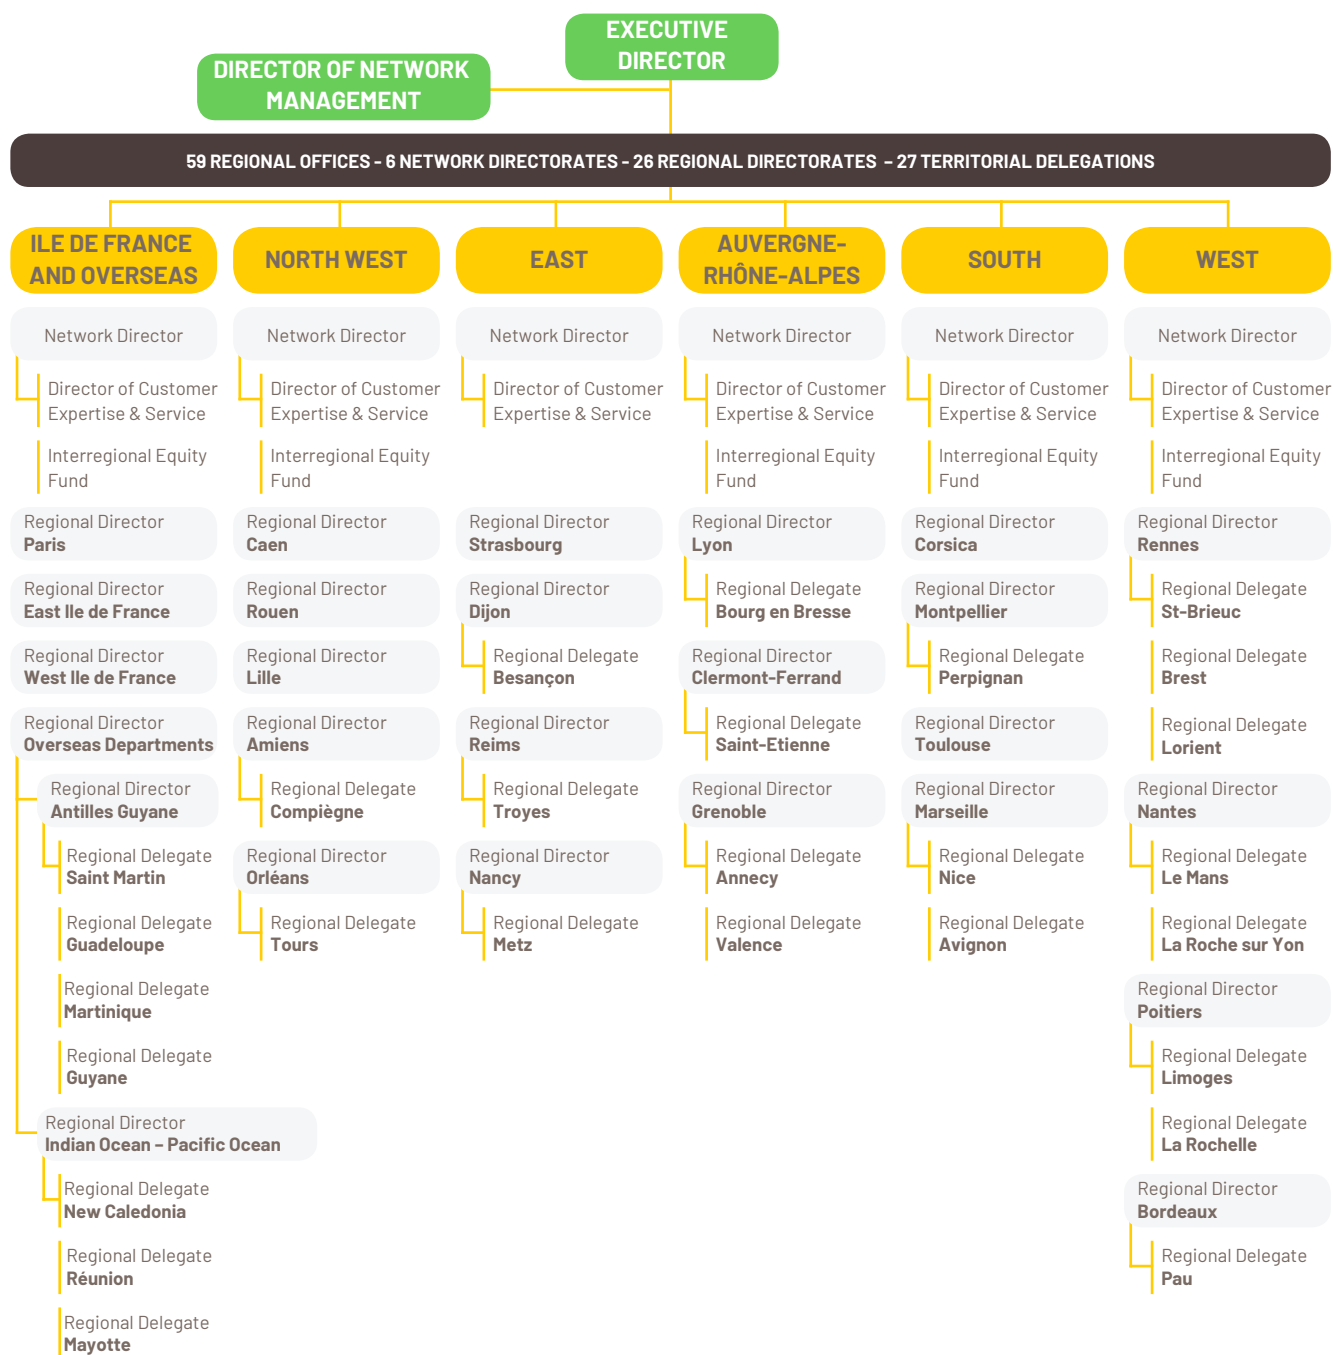 EXECUTIVE
DIRECTOR
DIRECTOR OF NETWORK
MANAGEMENT
59 REGIONAL OFFICES - 6 NETWORK DIRECTORATES - 26 REGIONAL DIRECTORATES – 27 TERRITORIAL DELEGATIONS
ILE DE FRANCE
AND OVERSEAS
Network Director
Director of Customer
Expertise & Service
Interregional Equity
Fund
Regional Director
Paris
Regional Director
East Ile de France
Regional Director
West Ile de France
Regional Director
Overseas Departments
Regional Director
Antilles Guyane
Regional Delegate
Saint Martin
Regional Delegate
Guadeloupe
Regional Delegate
Martinique
Regional Delegate
Guyane
Regional Director
Indian Ocean – Pacific Ocean
Regional Delegate
New Caledonia
Regional Delegate
Réunion
Regional Delegate
Mayotte
NORTH WEST
Network Director
Director of Customer
Expertise & Service
Interregional Equity
Fund
Regional Director
Caen
Regional Director
Rouen
Regional Director
Lille
Regional Director
Amiens
Regional Delegate
Compiègne
Regional Director
Orléans
Regional Delegate
Tours
EAST
Network Director
Director of Customer
Expertise & Service
Regional Director
Strasbourg
Regional Director
Dijon
Regional Delegate
Besançon
Regional Director
Reims
Regional Delegate
Troyes
Regional Director
Nancy
Regional Delegate
Metz
AUVERGNE-
RHÔNE-ALPES
Network Director
Director of Customer
Expertise & Service
Interregional Equity
Fund
Regional Director
Lyon
Regional Delegate
Bourg en Bresse
Regional Director
Clermont-Ferrand
Regional Delegate
Saint-Etienne
Regional Director
Grenoble
Regional Delegate
Annecy
Regional Delegate
Valence
SOUTH
Network Director
Director of Customer
Expertise & Service
Interregional Equity
Fund
Regional Director
Corsica
Regional Director
Montpellier
Regional Delegate
Perpignan
Regional Director
Toulouse
Regional Director
Marseille
Regional Delegate
Nice
Regional Delegate
Avignon
WEST
Network Director
Director of Customer
Expertise & Service
Interregional Equity
Fund
Regional Director
Rennes
Regional Delegate
St-Brieuc
Regional Delegate
Brest
Regional Delegate
Lorient
Regional Director
Nantes
Regional Delegate
Le Mans
Regional Delegate
La Roche sur Yon
Regional Director
Poitiers
Regional Delegate
Limoges
Regional Delegate
La Rochelle
Regional Director
Bordeaux
Regional Delegate
Pau